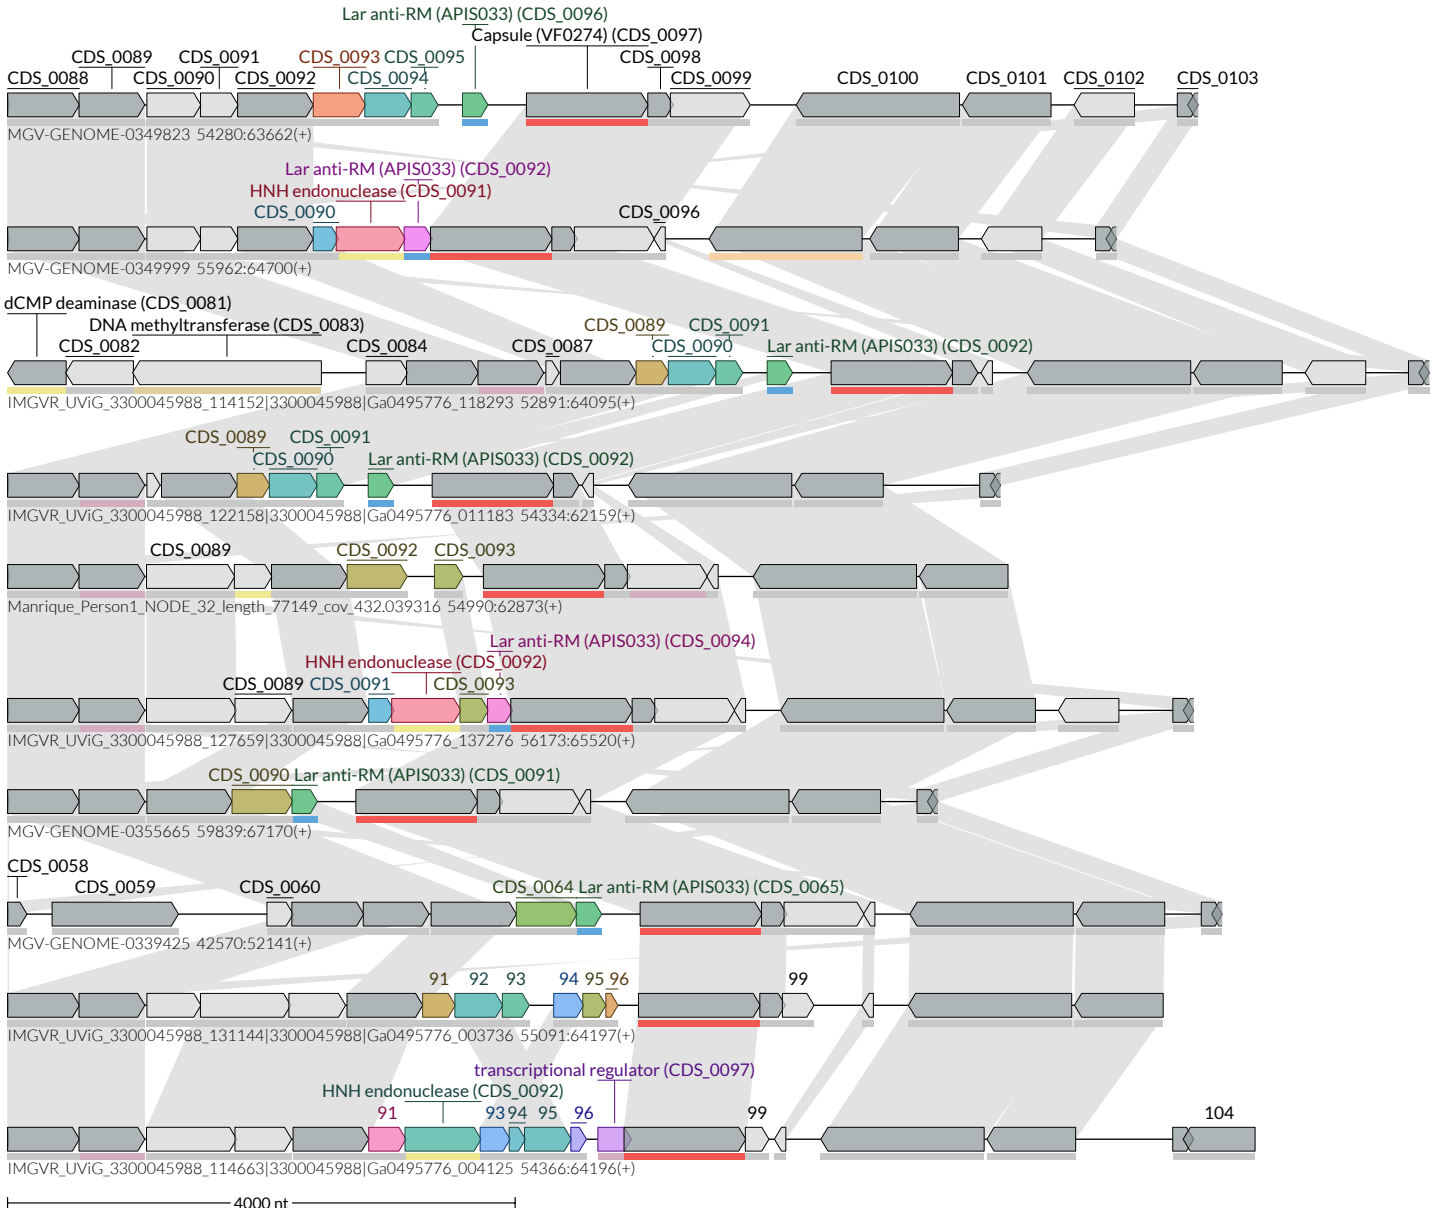 Lar anti-RM (APIS033) (CDS_0096)
Capsule (VF0274) (CDS_0097)
CDS_0089 CDS_0091 CDS_0093 CDS_0095 CDS_0098
CDS_0088 CDS_0090 CDS_0092 CDS_0094 CDS_0099 CDS_0100 CDS_0101 CDS_0102 CDS_0103
MGV-GENOME-0349823 54280:63662(+)
Lar anti-RM (APIS033) (CDS_0092)
HNH endonuclease (CDS_0091)
CDS_0090 CDS_0096
MGV-GENOME-0349999 55962:64700(+)
dCMP deaminase (CDS_0081)
DNA methyltransferase (CDS_0083) CDS_0089 CDS_0091
CDS_0082 CDS_0084 CDS_0087 CDS_0090 Lar anti-RM (APIS033) (CDS_0092)
IMGVR_UViG_3300045988_114152|3300045988|Ga0495776_118293 52891:64095(+)
CDS_0089 CDS_0091
CDS_0090 Lar anti-RM (APIS033) (CDS_0092)
IMGVR_UViG_3300045988_122158|3300045988|Ga0495776_011183 54334:62159(+)
CDS_0089 CDS_0092 CDS_0093
Manrique_Person1_NODE_32_length_77149_cov_432.039316 54990:62873(+)
Lar anti-RM (APIS033) (CDS_0094)
HNH endonuclease (CDS_0092)
CDS_0089 CDS_0091 CDS_0093
IMGVR_UViG_3300045988_127659|3300045988|Ga0495776_137276 56173:65520(+)
CDS_0090 Lar anti-RM (APIS033) (CDS_0091)
MGV-GENOME-0355665 59839:67170(+)
CDS_0058
CDS_0059 CDS_0060 CDS_0064 Lar anti-RM (APIS033) (CDS_0065)
MGV-GENOME-0339425 42570:52141(+)
91 92 93 94 95 96 99
IMGVR_UViG_3300045988_131144|3300045988|Ga0495776_003736 55091:64197(+)
transcriptional regulator (CDS_0097)
HNH endonuclease (CDS_0092)
91 93 94 95 96 99 104
IMGVR_UViG_3300045988_114663|3300045988|Ga0495776_004125 54366:64196(+)
4000 nt